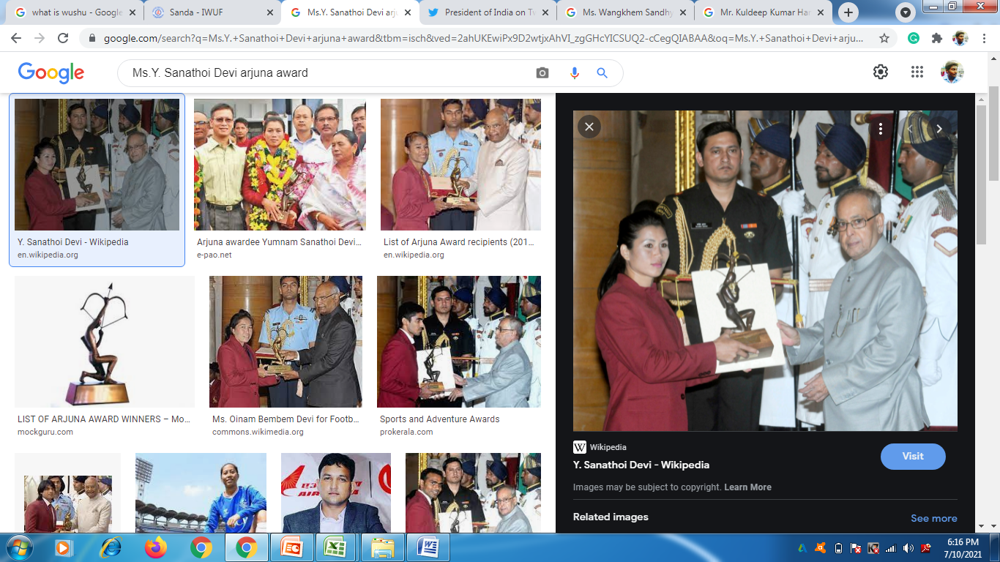 what is wushu - Google
Sanda - IWUF
Ms.Y. Sanathoi Devi arju
President of India on Tw
Ms. Wangkhem Sandhy
Mr. Kuldeep Kumar Har
google.com/search?q=Ms.Y.+Sanathoi+Devi+arjuna+award&tbm=isch&ved=2ahUKEwiPx9D2wtjxAhVI_zgGHcYICSUQ2-cCegQIABAA&oq=Ms.Y.+Sanathoi+Devi+arju...
Google
Ms.Y. Sanathoi Devi arjuna award
Y. Sanathoi Devi - Wikipedia
en.wikipedia.org
Arjuna awardee Yumnam Sanathoi Devi...
e-pao.net
List of Arjuna Award recipients (201...
en.wikipedia.org
LIST OF ARJUNA AWARD WINNERS – Mo...
mockguru.com
Ms. Oinam Bembem Devi for Footb...
commons.wikimedia.org
Sports and Adventure Awards
prokerala.com
AIR
W Wikipedia
Y. Sanathoi Devi - Wikipedia
Visit
Images may be subject to copyright. Learn More
Related images
See more
6:16 PM
7/10/2021